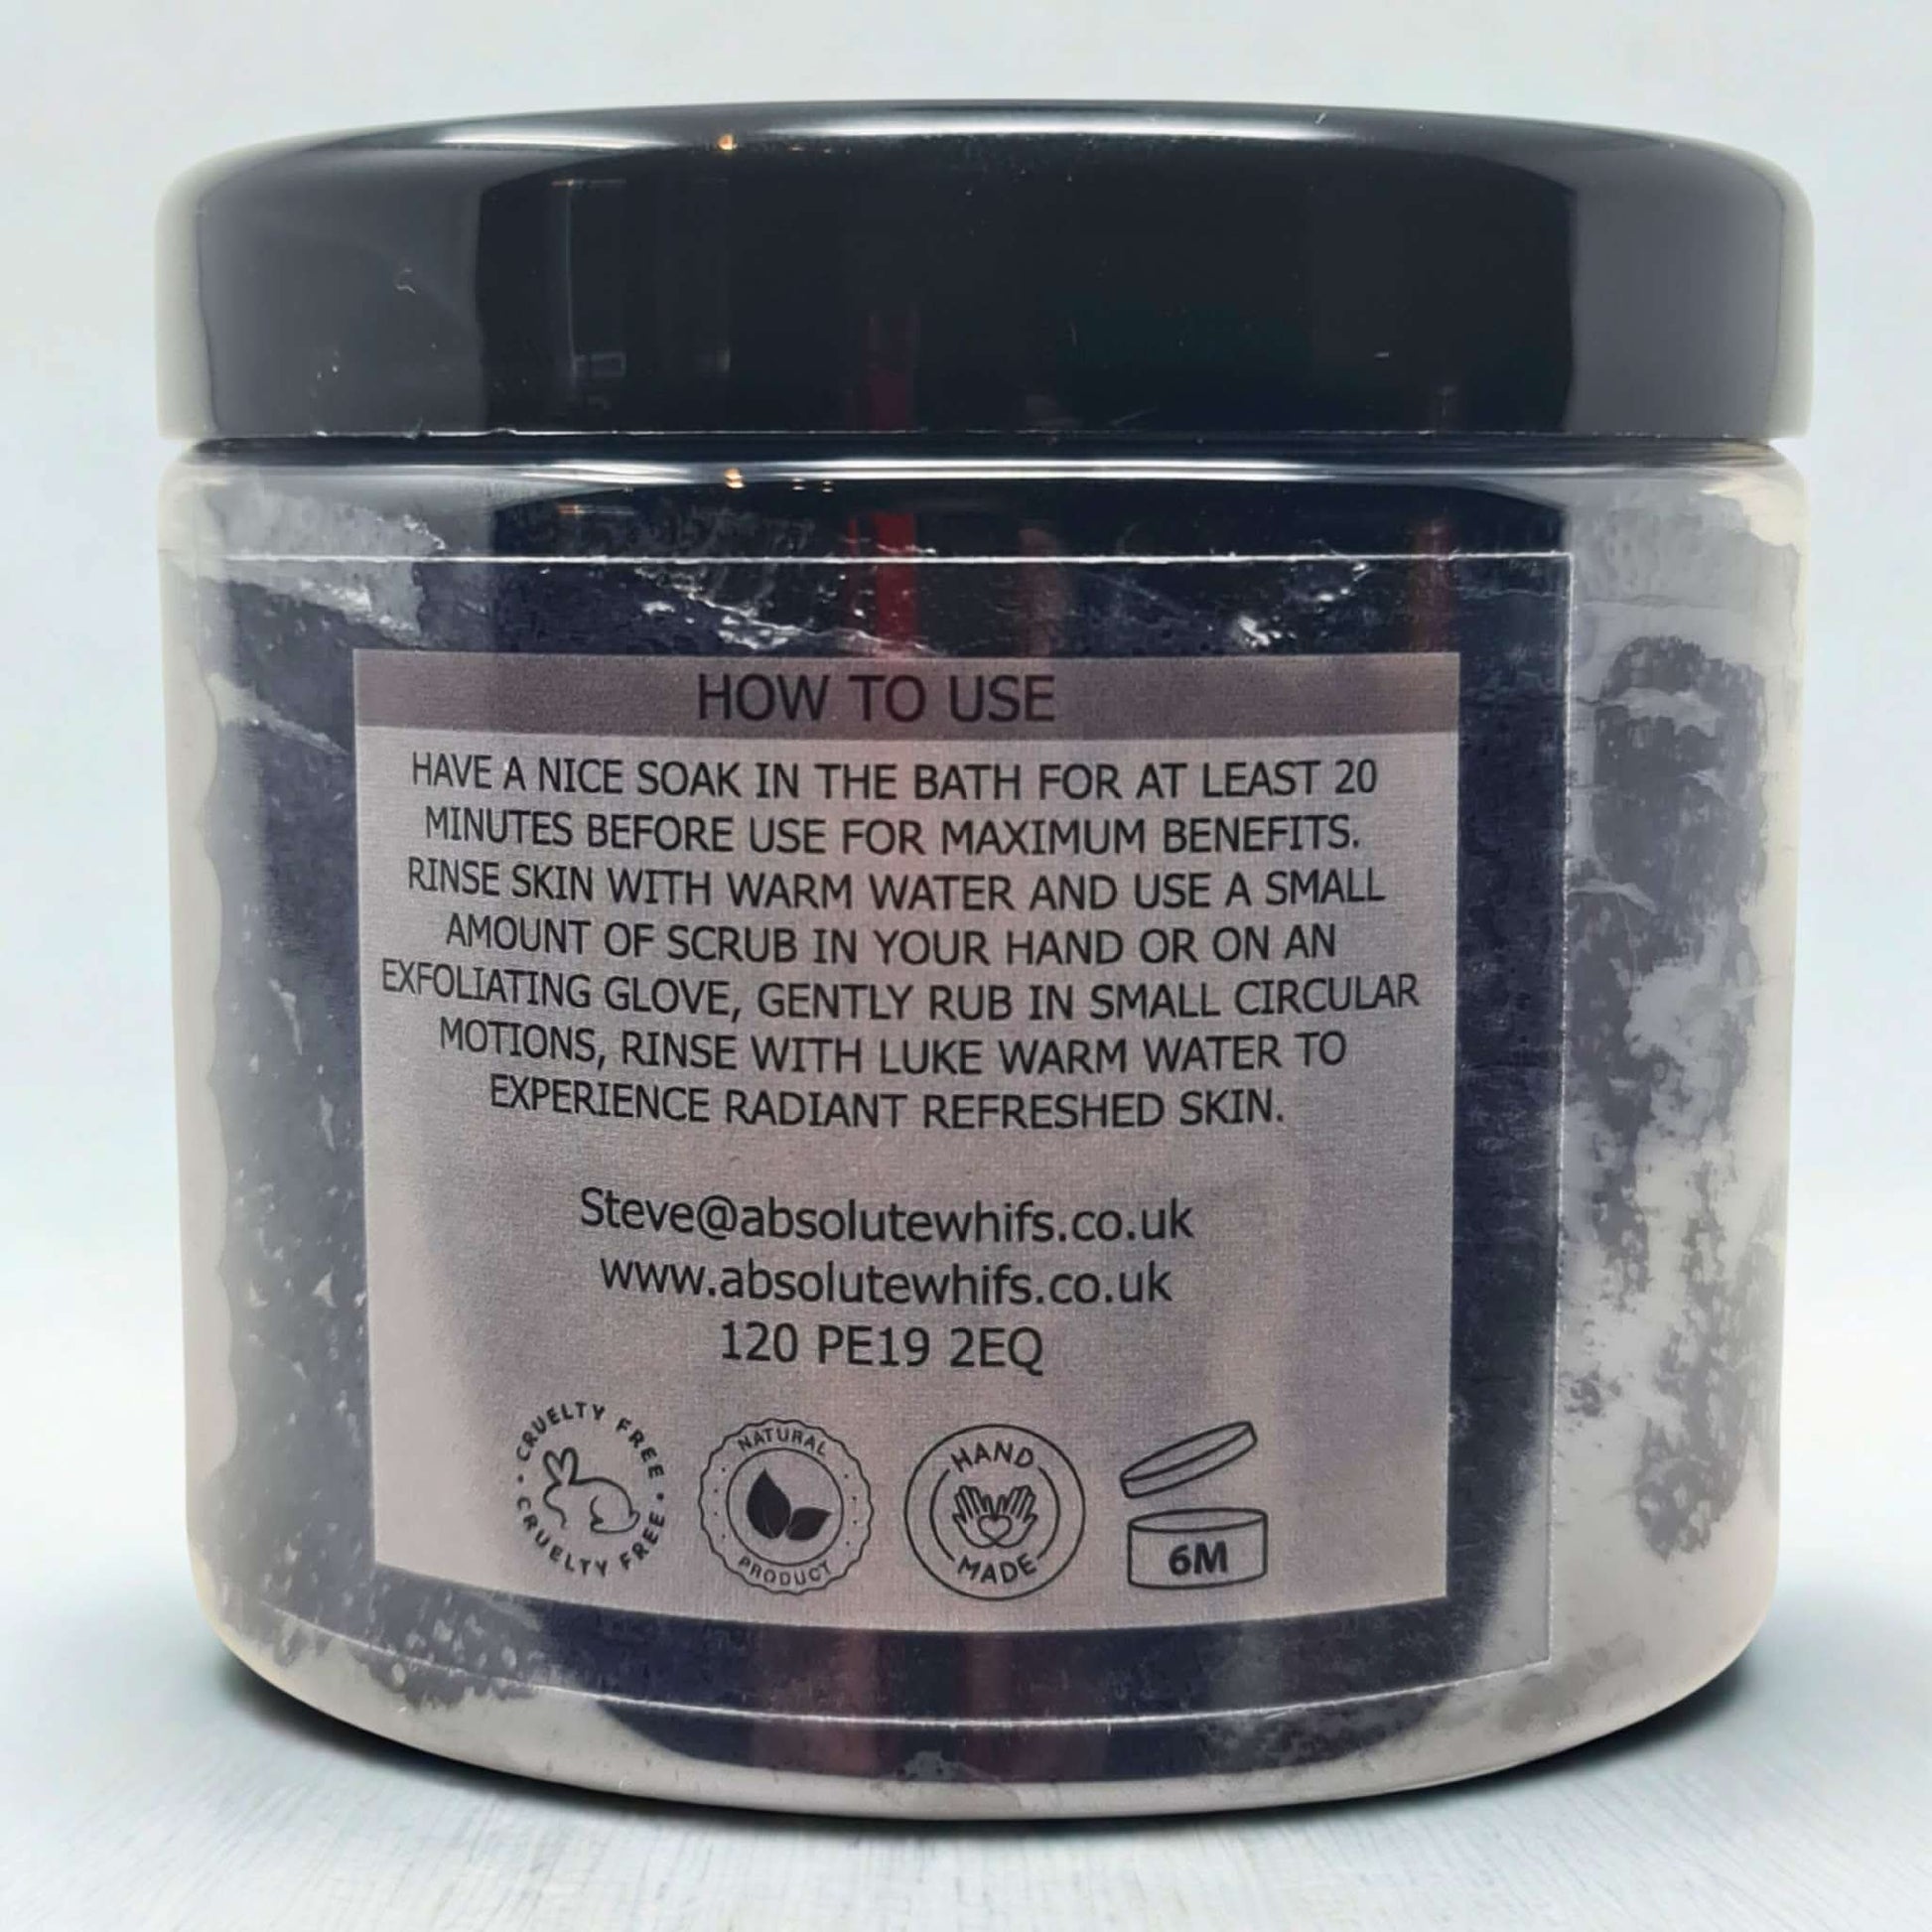 HOW TO USE
HAVE A NICE SOAK IN THE BATH FOR AT LEAST 20
MINUTES BEFORE USE FOR MAXIMUM BENEFITS.
RINSE SKIN WITH WARM WATER AND USE A SMALL
AMOUNT OF SCRUB IN YOUR HAND OR ON AN
EXFOLIATING GLOVE, GENTLY RUB IN SMALL CIRCULAR
MOTIONS, RINSE WITH LUKE WARM WATER TO
EXPERIENCE RADIANT REFRESHED SKIN.
Steve@absolutewhifs.co.uk
www.absolutewhifs.co.uk
120 PE19 2EQ
CRUELTY FREE
CRUELTY FREE
NATURAL
PRODUCT
HAND
MADE
6M